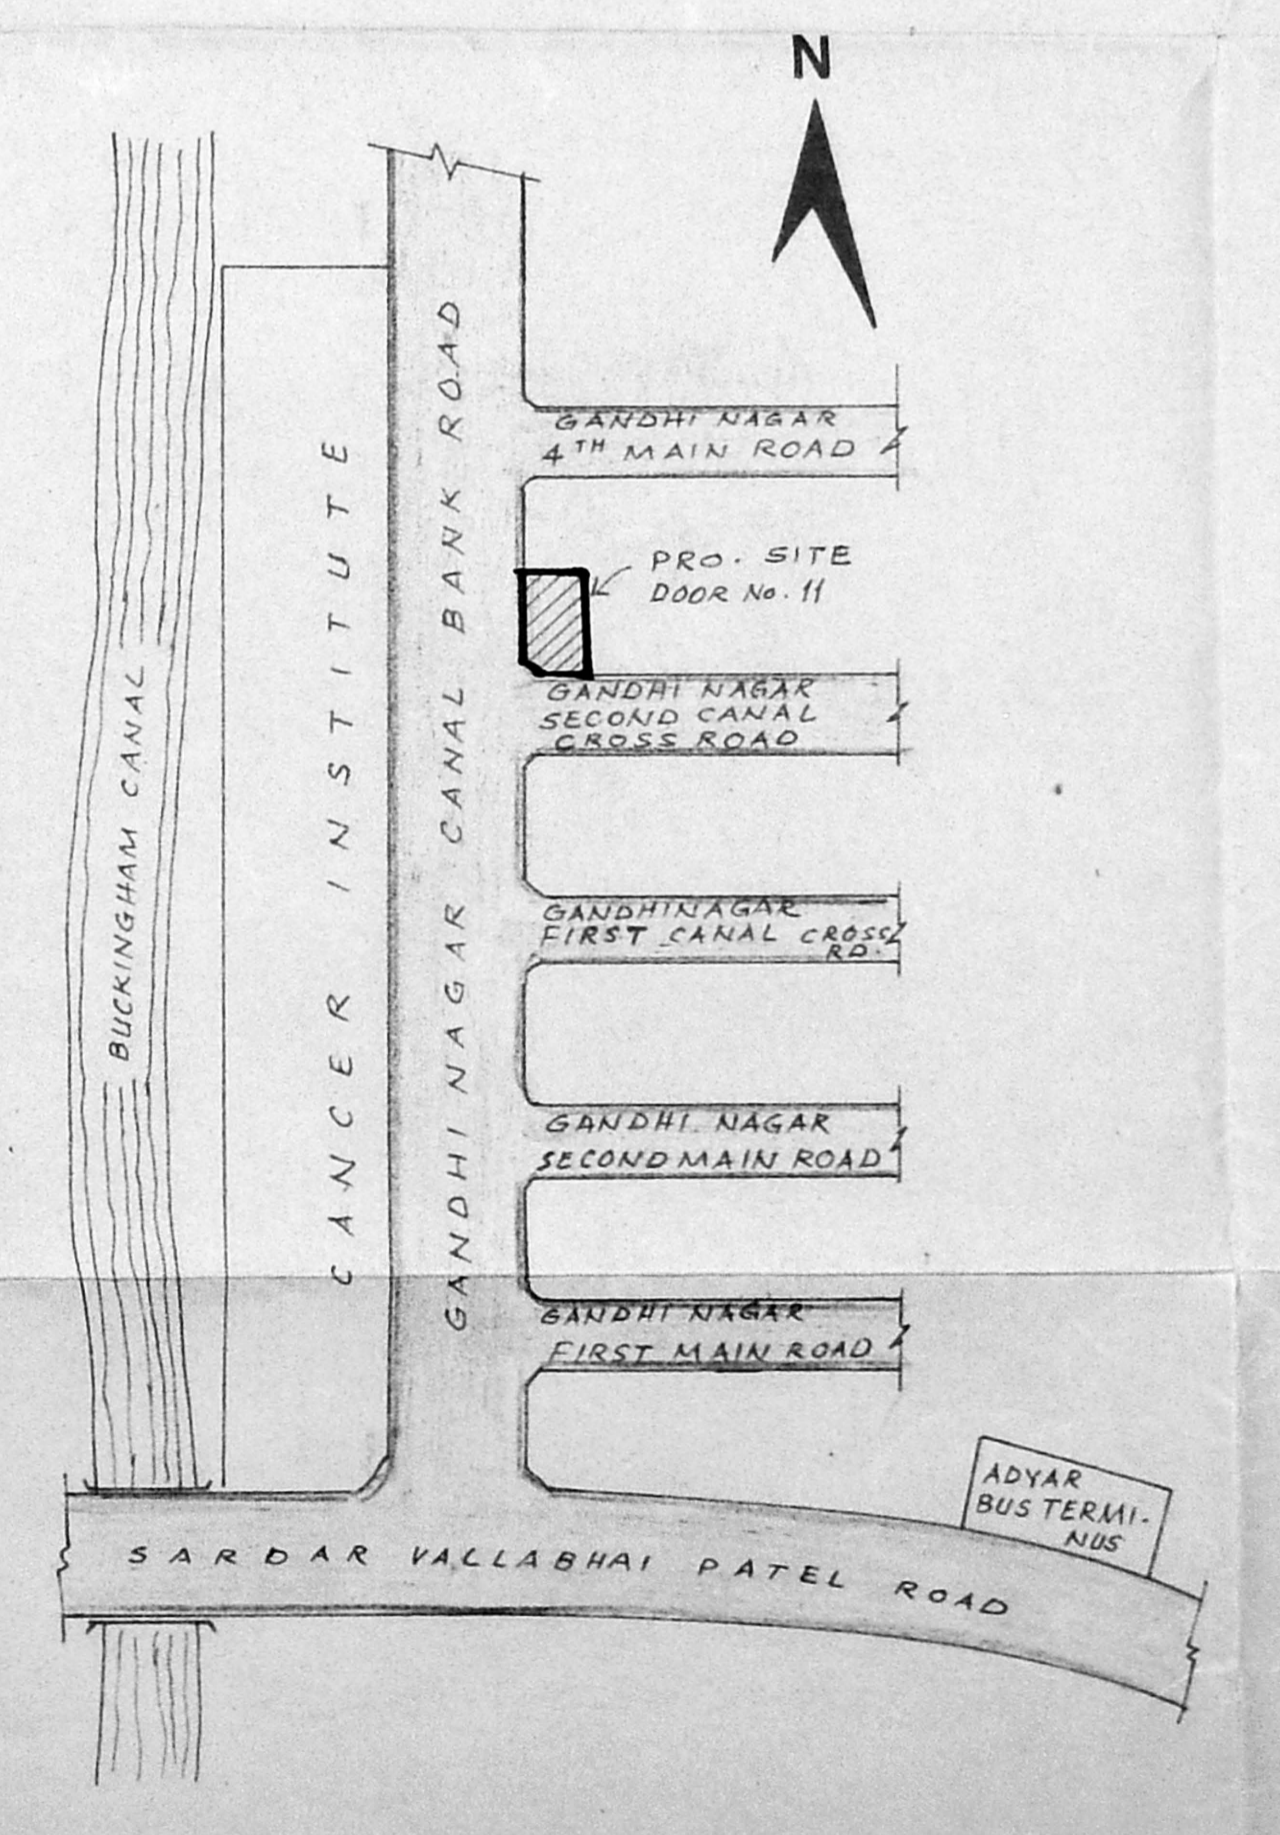 N
GANDHI NAGAR
4TH MAIN ROAD
PRO. SITE
DOOR No. 11
GANDHI NAGAR
SECOND CANAL
CROSS ROAD
GANDHINAGAR
FIRST CANAL CROSS
RD.
GANDHI NAGAR
SECOND MAIN ROAD
GANDHI NAGAR
FIRST MAIN ROAD
BUCKINGHAM CANAL
CANCER INSTITUTE
GANDHI NAGAR CANAL BANK ROAD
ADYAR
BUS TERMI-
NUS
SARDAR VALLABHAI PATEL ROAD